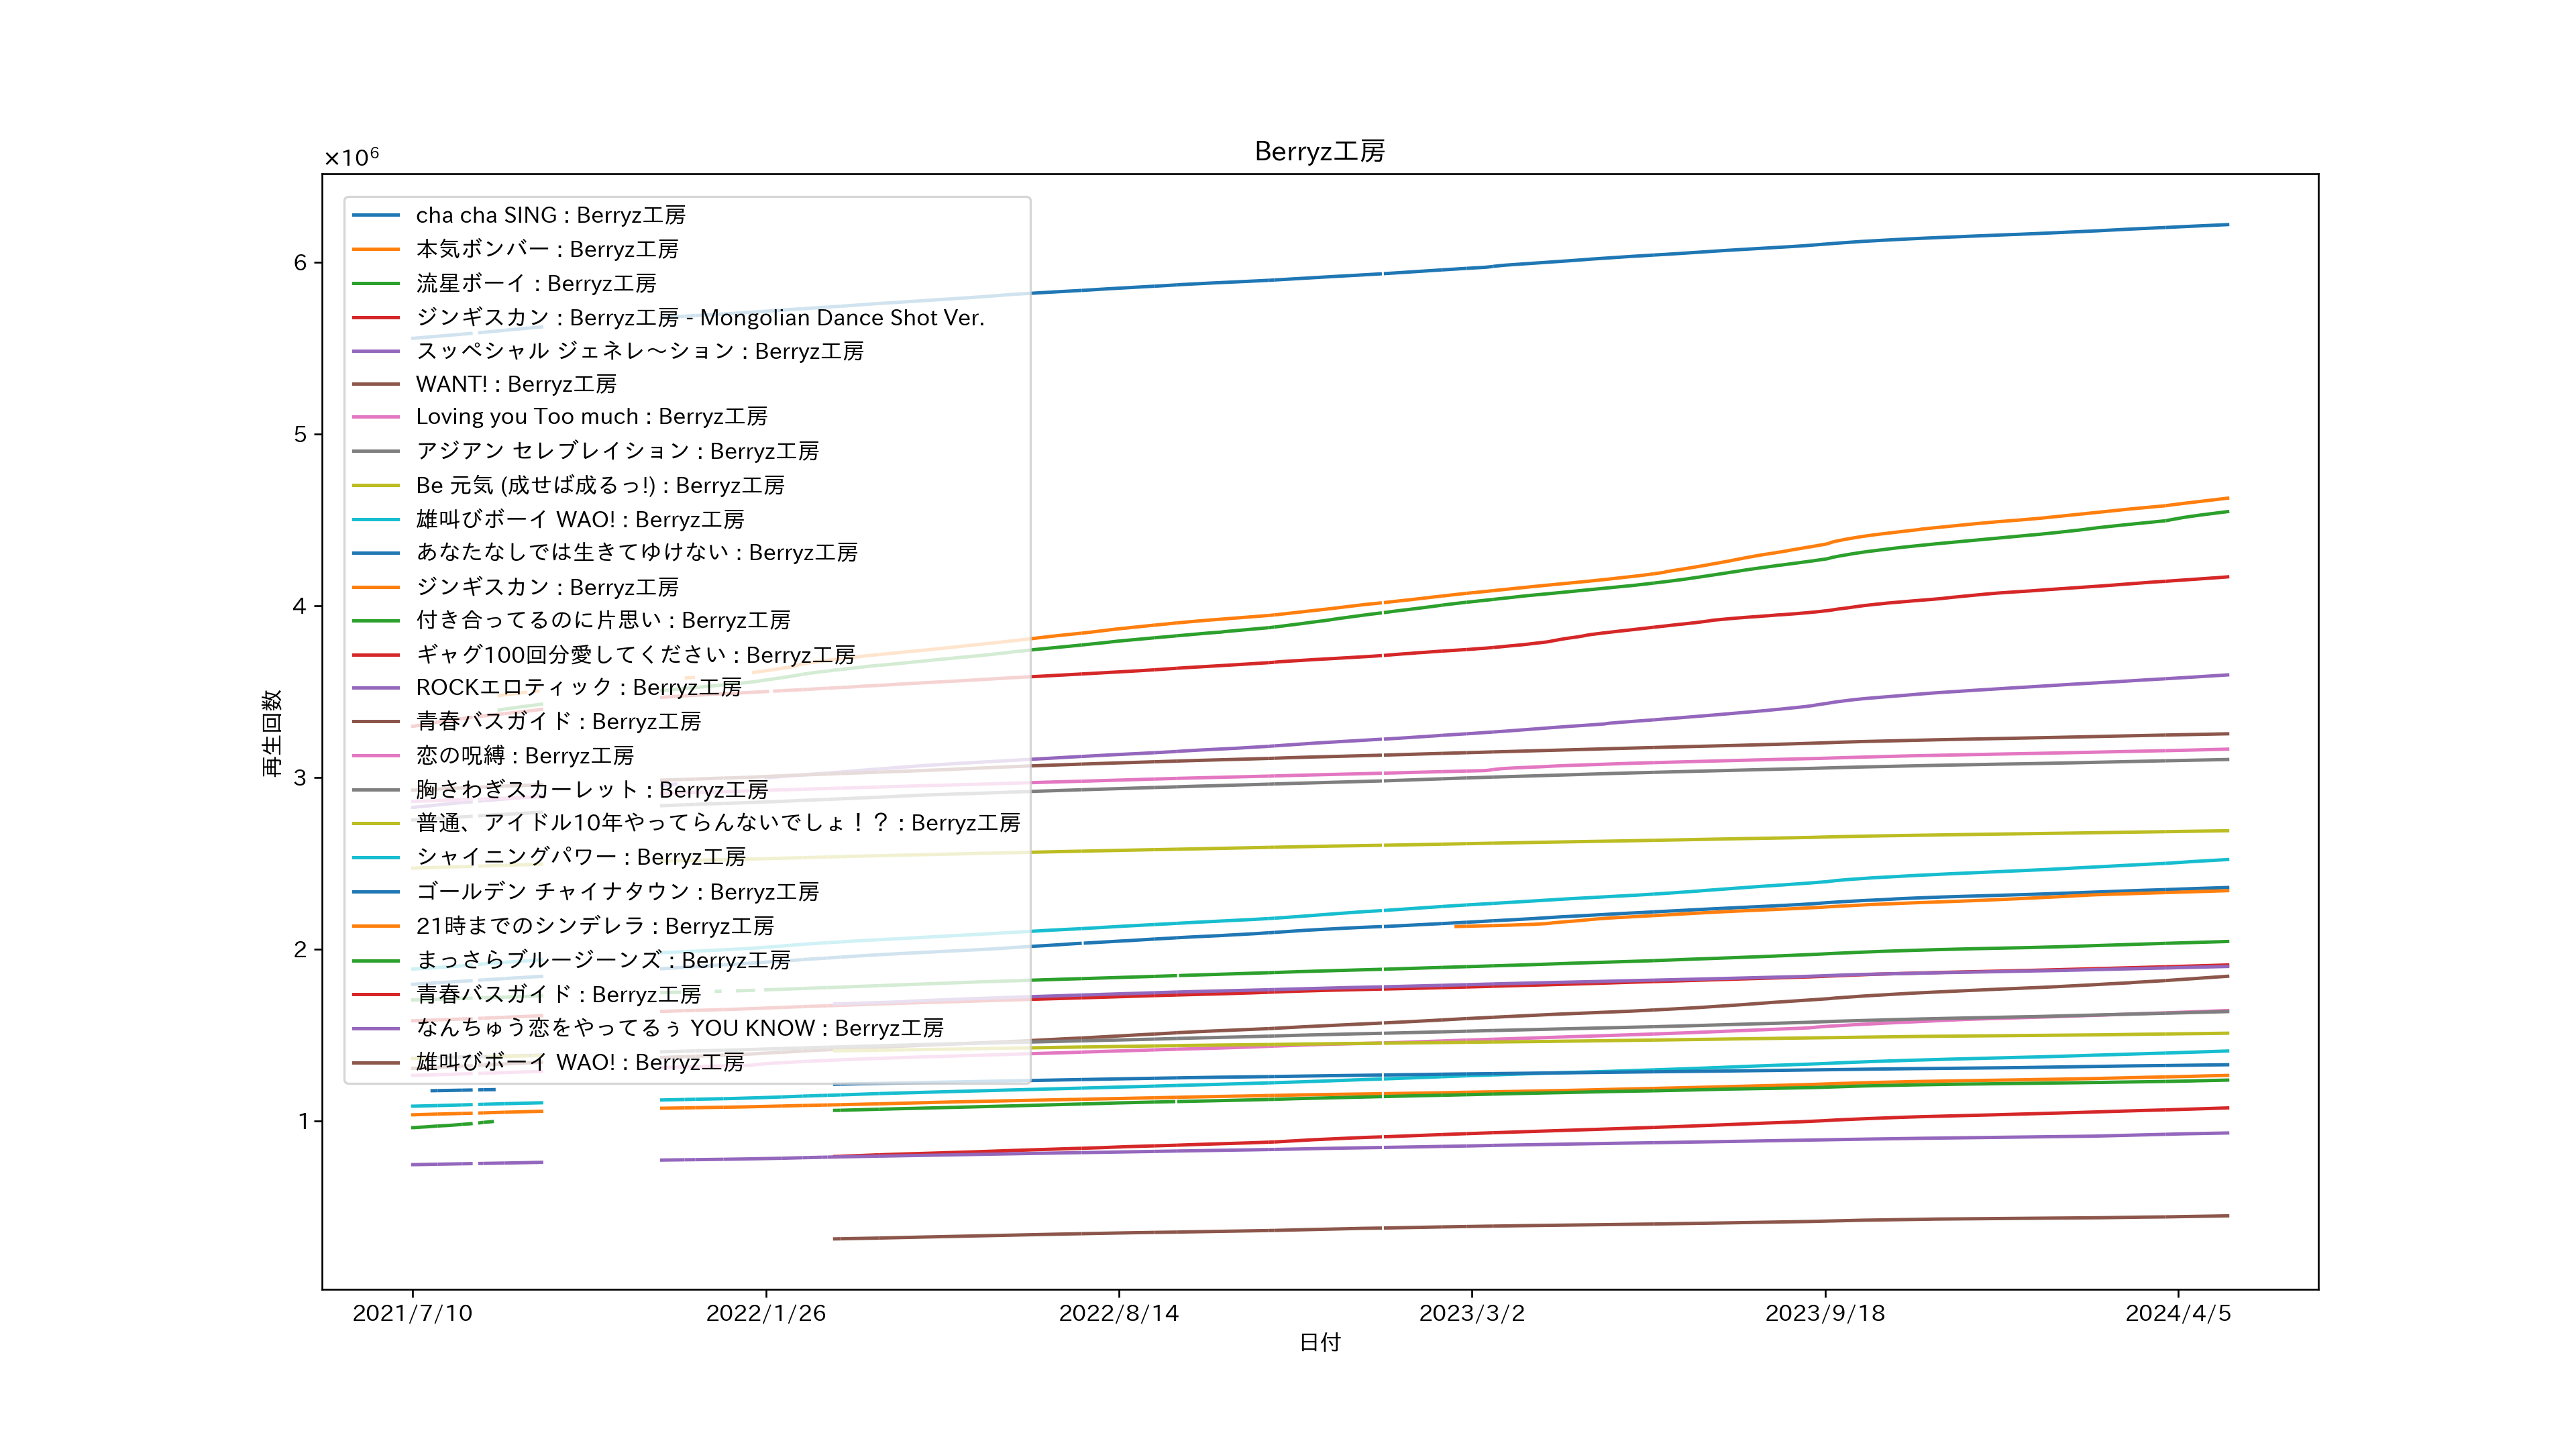 Berryz工房
×10⁶
cha cha SING : Berryz工房
本気ボンバー : Berryz工房
流星ボーイ : Berryz工房
ジンギスカン : Berryz工房 - Mongolian Dance Shot Ver.
スッペシャル ジェネレ〜ション : Berryz工房
WANT! : Berryz工房
Loving you Too much : Berryz工房
アジアン セレブレイション : Berryz工房
Be 元気 (成せば成るっ!) : Berryz工房
雄叫びボーイ WAO! : Berryz工房
あなたなしでは生きてゆけない : Berryz工房
ジンギスカン : Berryz工房
付き合ってるのに片思い : Berryz工房
ギャグ100回分愛してください : Berryz工房
ROCKエロティック : Berryz工房
青春バスガイド : Berryz工房
恋の呪縛 : Berryz工房
胸さわぎスカーレット : Berryz工房
普通、アイドル10年やってらんないでしょ！？ : Berryz工房
シャイニングパワー : Berryz工房
ゴールデン チャイナタウン : Berryz工房
21時までのシンデレラ : Berryz工房
まっさらブルージーンズ : Berryz工房
青春バスガイド : Berryz工房
なんちゅう恋をやってるぅ YOU KNOW : Berryz工房
雄叫びボーイ WAO! : Berryz工房
6
5
4
3
2
1
再生回数
2021/7/10
2022/1/26
2022/8/14
2023/3/2
2023/9/18
2024/4/5
日付